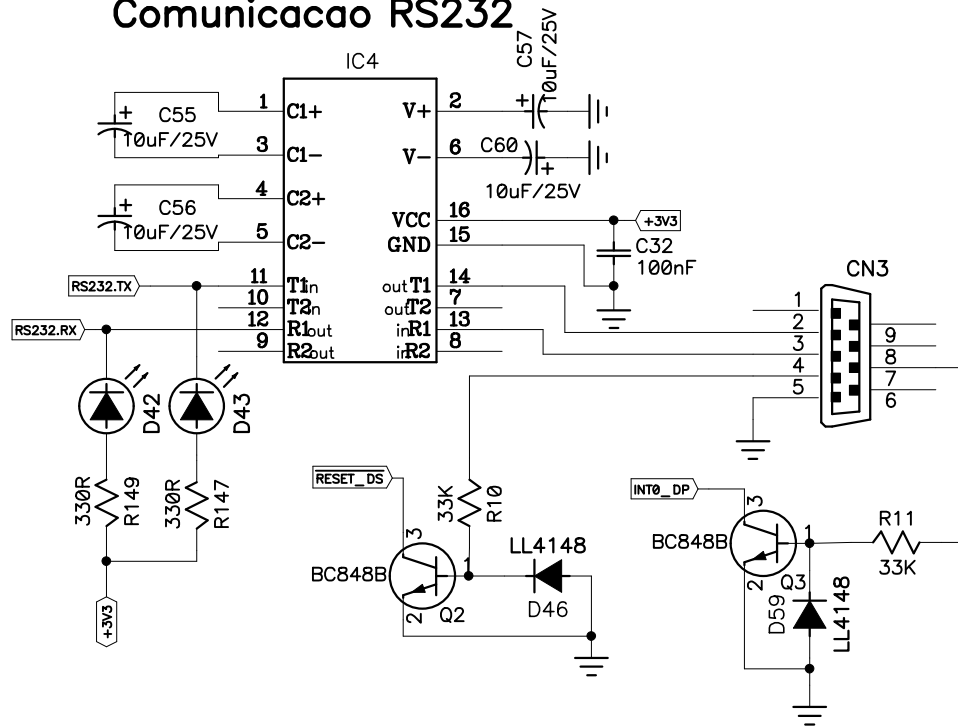 Comunicacao RS232
IC4
C57
10uF/25V
1 C1+
V+ 2
C55
10uF/25V
3 C1-
V- 6
C60
10uF/25V
4 C2+
C56
10uF/25V
5 C2-
VCC 16
+3V3
GND 15
C32
100nF
RS232.TX
11 T1in
out T1 14
10 T2in
outT2 7
RS232.RX
12 R1out
inR1 13
9 R2out
inR2 8
CN3
1
2
3
4
5
9
8
7
6
D42
D43
330R
R149
330R
R147
+3V3
RESET_DS
33K
R10
3
BC848B
1
2
Q2
LL4148
D46
INT0_DP
3
BC848B
1
2
Q3
R11
33K
D59
LL4148